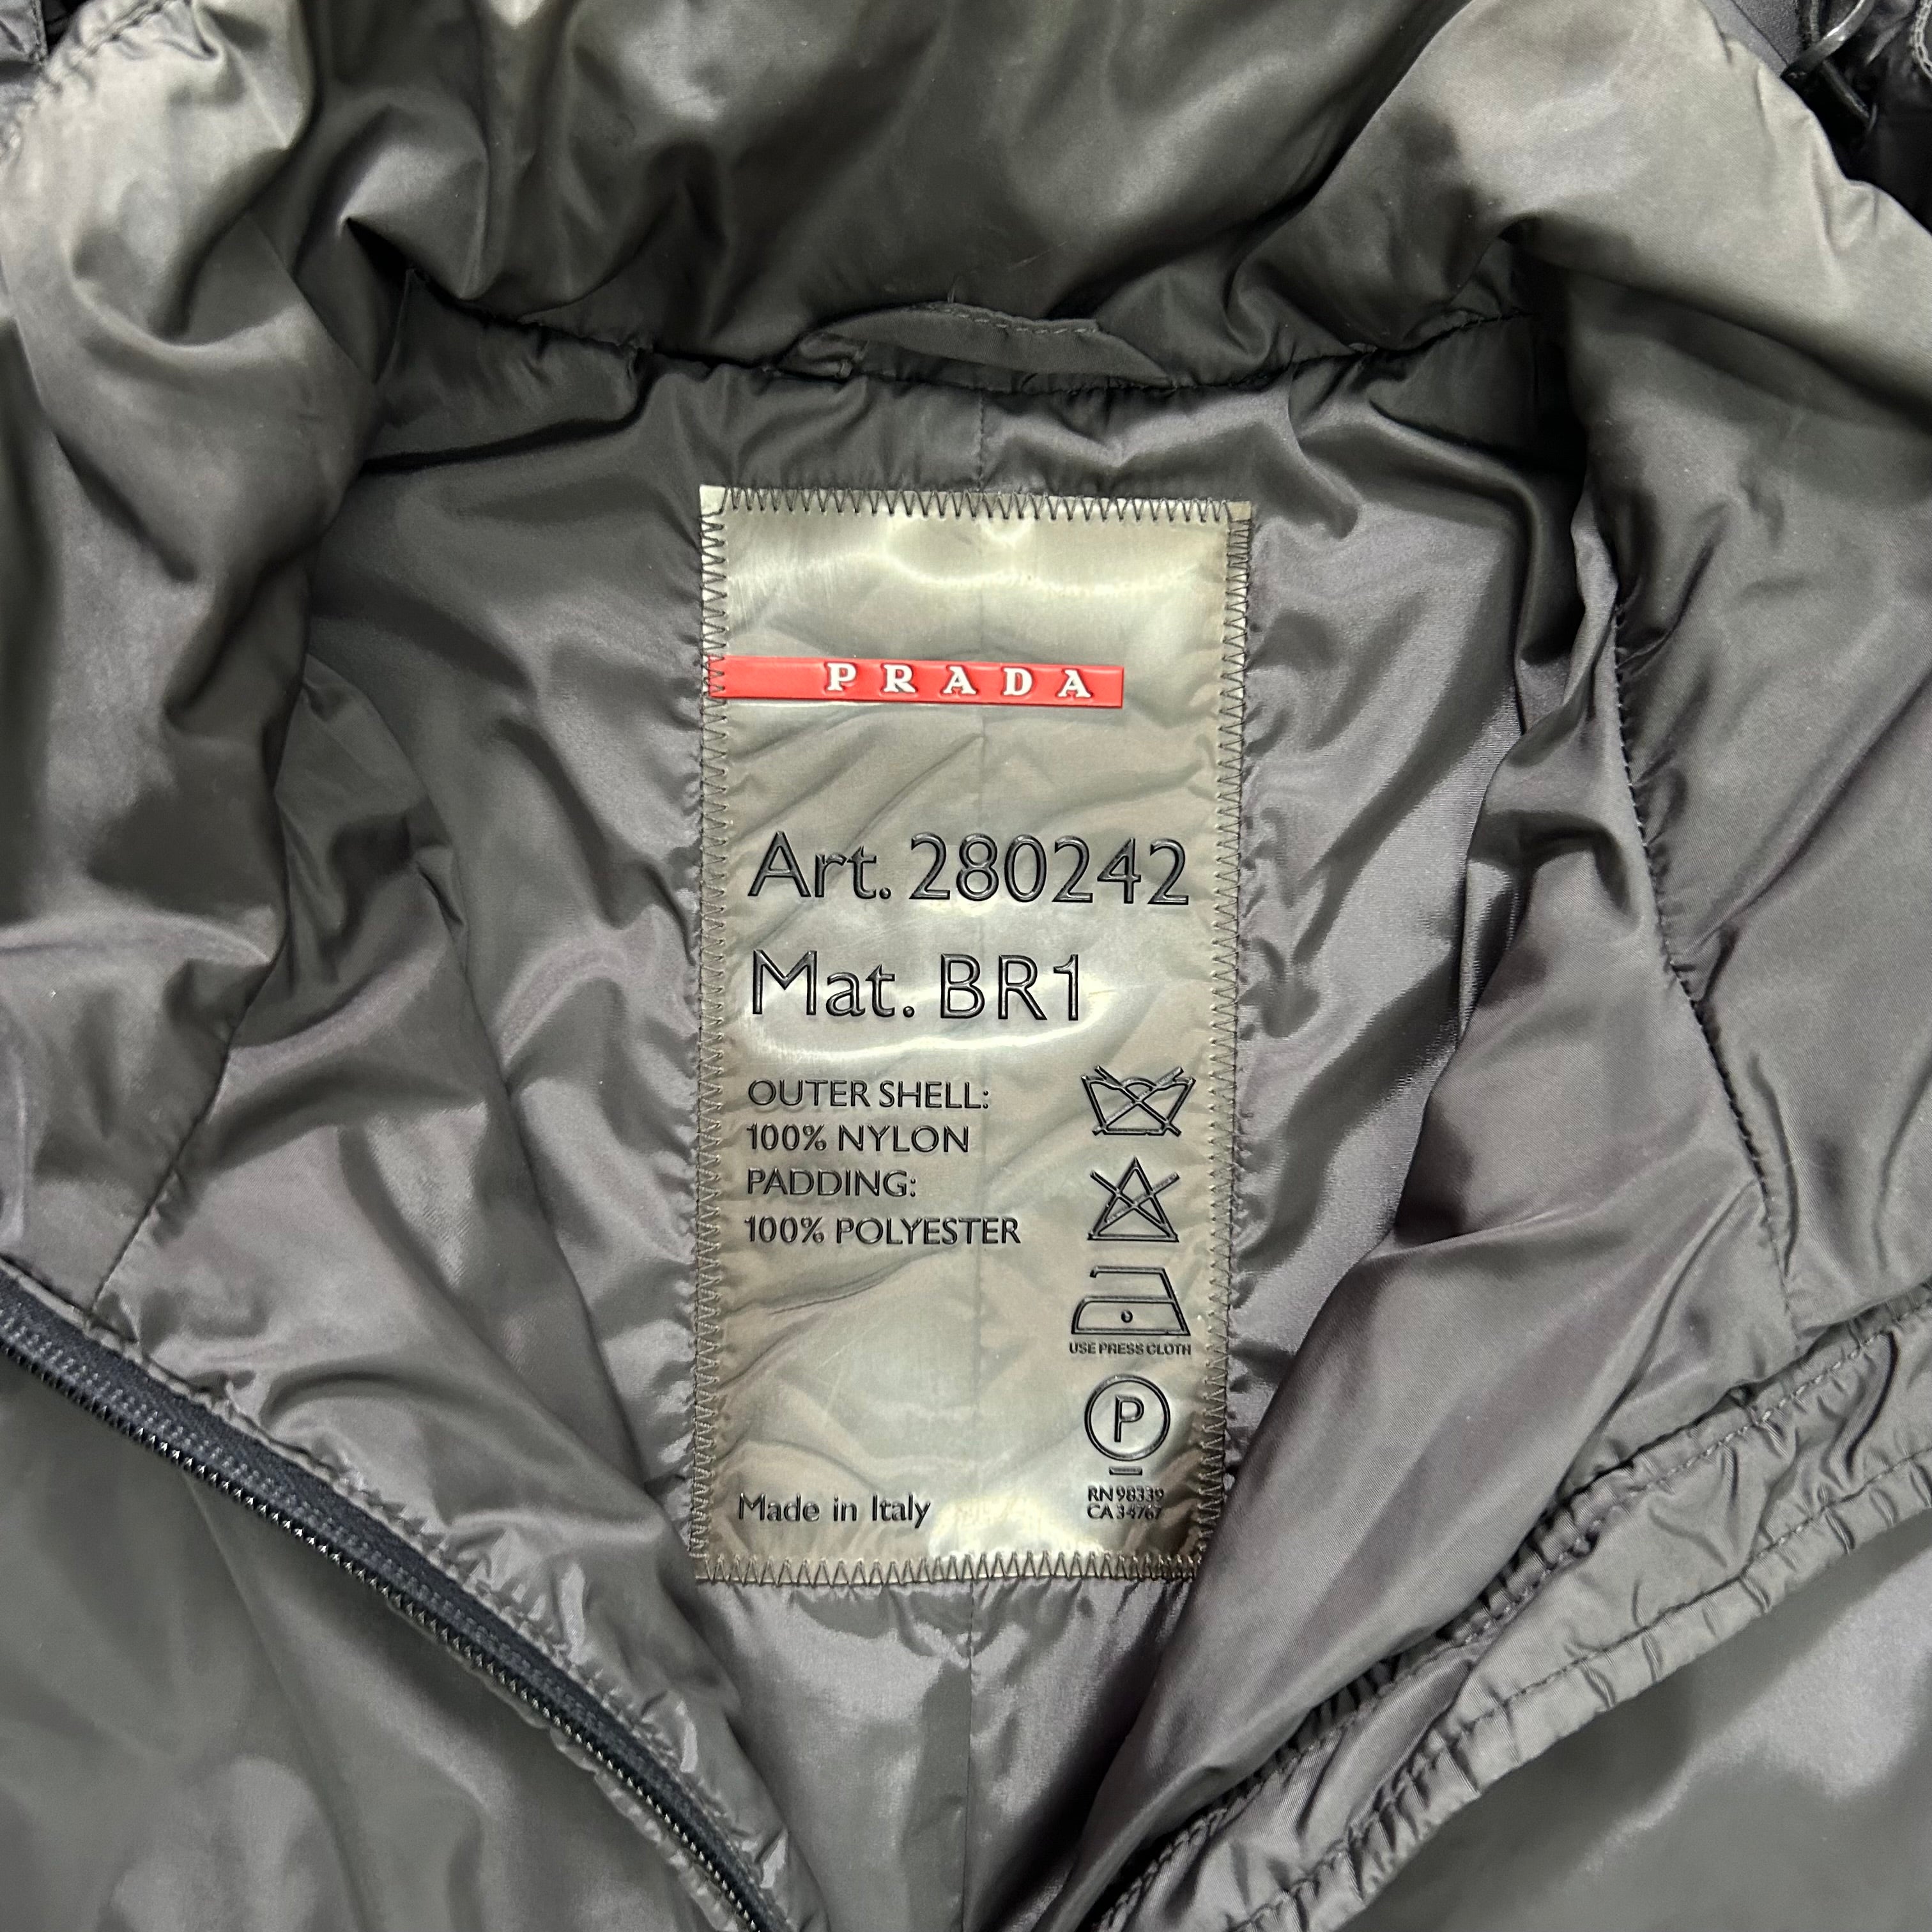 PRADA
Art. 280242
Mat. BR1
OUTER SHELL:
100% NYLON
PADDING:
100% POLYESTER
USE PRESS CLOTH
P
Made in Italy
RN 98339
CA 34767